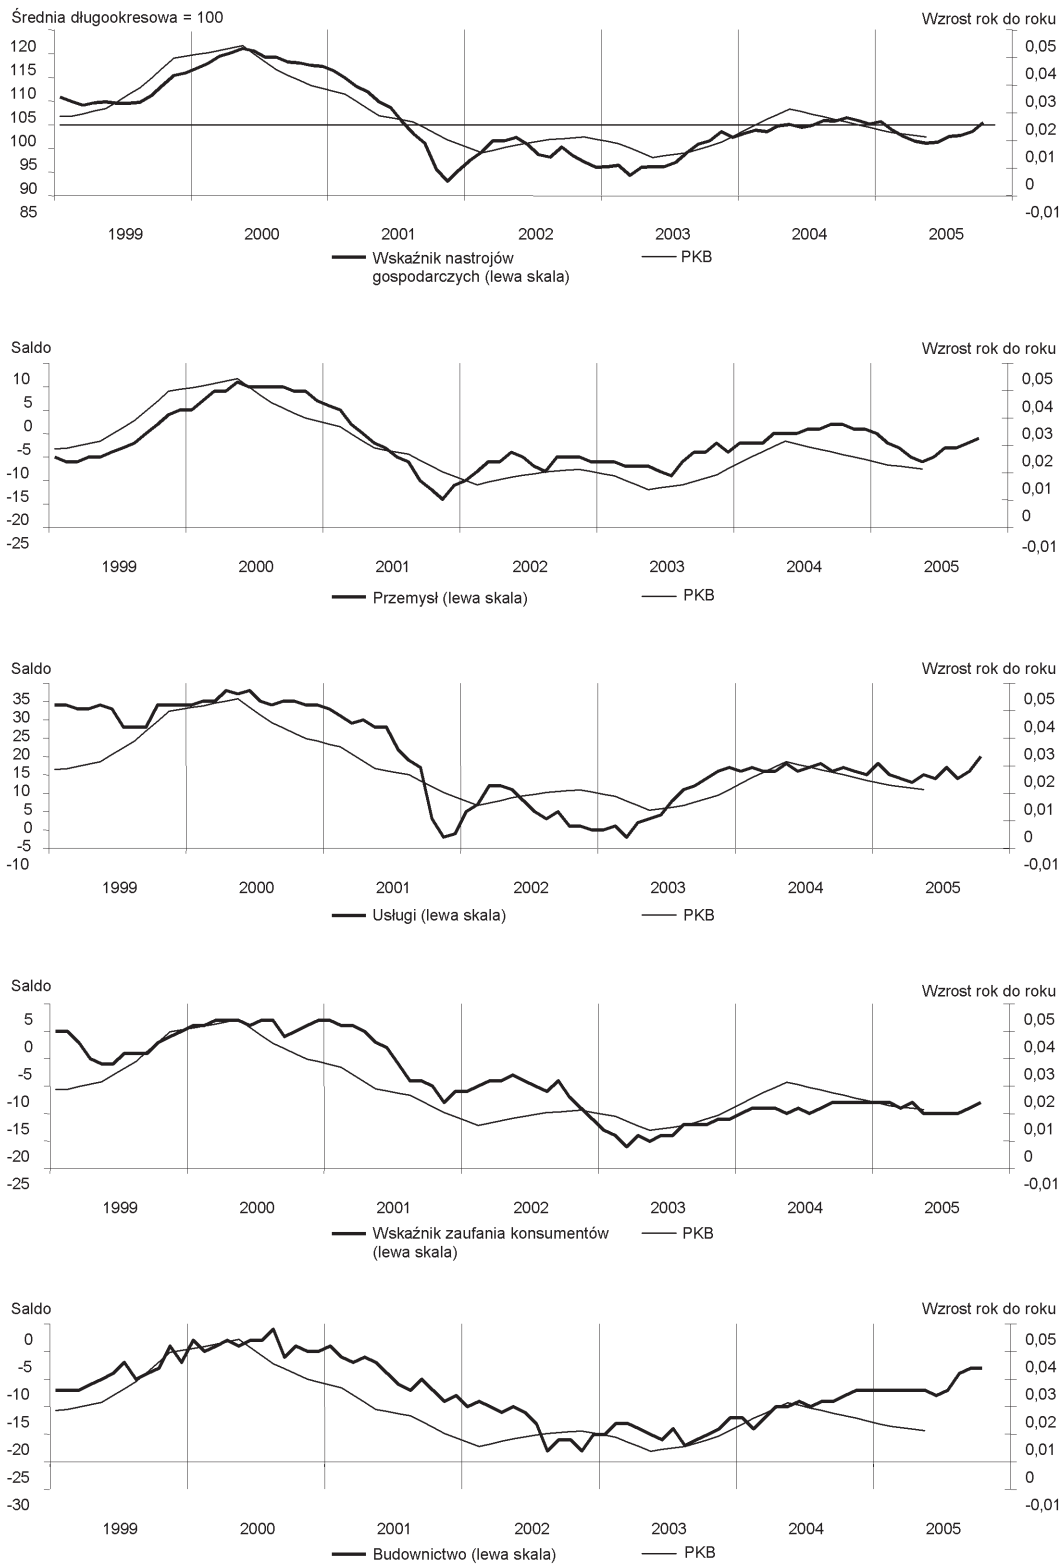 Średnia długookresowa = 100
Wzrost rok do roku
120
115
110
105
100
95
90
85
0,05
0,04
0,03
0,02
0,01
0
-0,01
1999 2000 2001 2002 2003 2004 2005
Wskaźnik nastrojów
gospodarczych (lewa skala)
PKB
Saldo
Wzrost rok do roku
10
5
0
-5
-10
-15
-20
-25
0,05
0,04
0,03
0,02
0,01
0
-0,01
1999 2000 2001 2002 2003 2004 2005
Przemysł (lewa skala)
PKB
Saldo
Wzrost rok do roku
35
30
25
20
15
10
5
0
-5
-10
0,05
0,04
0,03
0,02
0,01
0
-0,01
1999 2000 2001 2002 2003 2004 2005
Usługi (lewa skala)
PKB
Saldo
Wzrost rok do roku
5
0
-5
-10
-15
-20
-25
0,05
0,04
0,03
0,02
0,01
0
-0,01
1999 2000 2001 2002 2003 2004 2005
Wskaźnik zaufania konsumentów
(lewa skala)
PKB
Saldo
Wzrost rok do roku
0
-5
-10
-15
-20
-25
-30
0,05
0,04
0,03
0,02
0,01
0
-0,01
1999 2000 2001 2002 2003 2004 2005
Budownictwo (lewa skala)
PKB